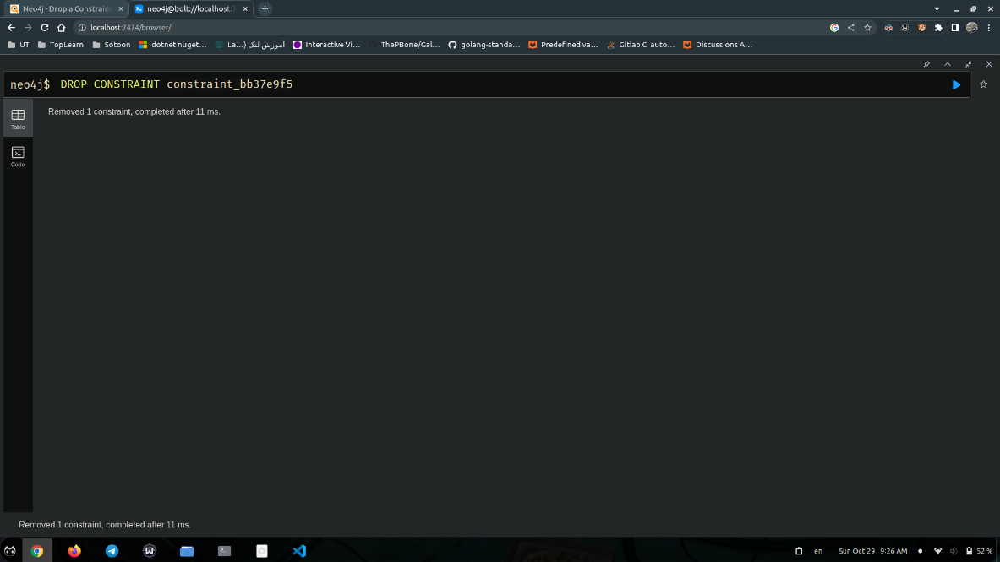 Neo4j - Drop a Constrain
neo4j@bolt://localhost:7
localhost:7474/browser/
UT
TopLearn
Sotoon
dotnet nuget...
آموزش لتک (La...
Interactive Vi...
ThePBone/Gal...
golang-standa...
Predefined va...
Gitlab CI auto...
Discussions A...
neo4j$ DROP CONSTRAINT constraint_bb37e9f5
Table
Removed 1 constraint, completed after 11 ms.
Code
Removed 1 constraint, completed after 11 ms.
en
Sun Oct 29 9:26 AM
52 %